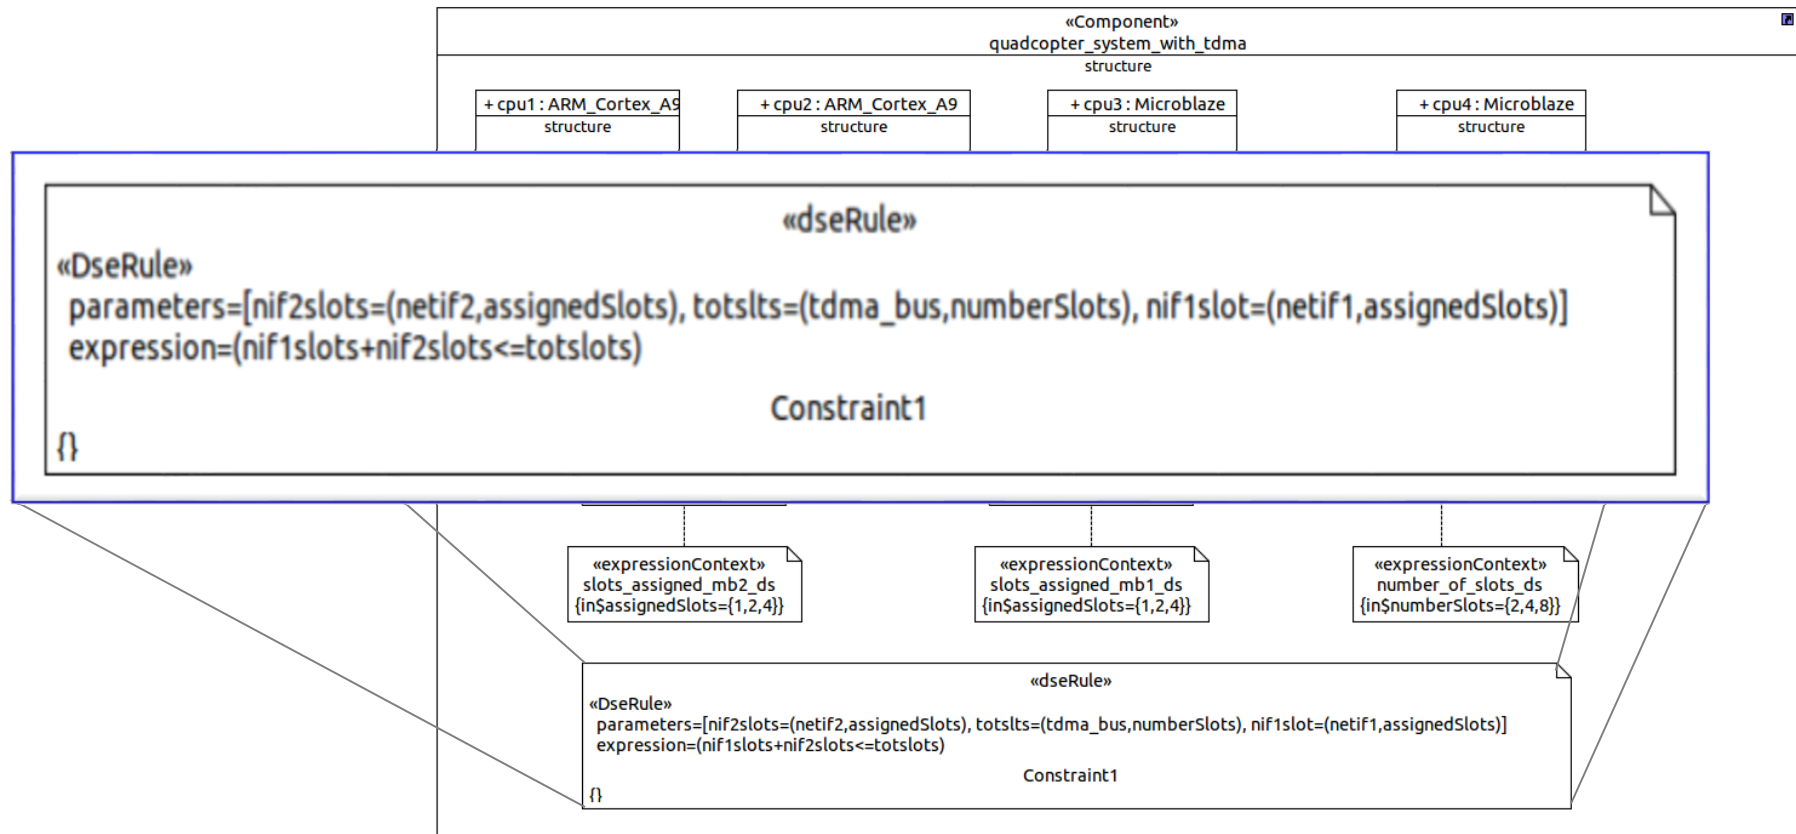 «Component»
quadcopter_system_with_tdma
structure
+ cpu1 : ARM_Cortex_A9
structure
+ cpu2 : ARM_Cortex_A9
structure
+ cpu3 : Microblaze
structure
+ cpu4 : Microblaze
structure
«dseRule»
«DseRule»
parameters=[nif2slots=(netif2,assignedSlots), totslts=(tdma_bus,numberSlots), nif1slot=(netif1,assignedSlots)]
expression=(nif1slots+nif2slots<=totslots)
Constraint1
{}
«expressionContext»
slots_assigned_mb2_ds
{in$assignedSlots={1,2,4}}
«expressionContext»
slots_assigned_mb1_ds
{in$assignedSlots={1,2,4}}
«expressionContext»
number_of_slots_ds
{in$numberSlots={2,4,8}}
«dseRule»
«DseRule»
parameters=[nif2slots=(netif2,assignedSlots), totslts=(tdma_bus,numberSlots), nif1slot=(netif1,assignedSlots)]
expression=(nif1slots+nif2slots<=totslots)
Constraint1
{}